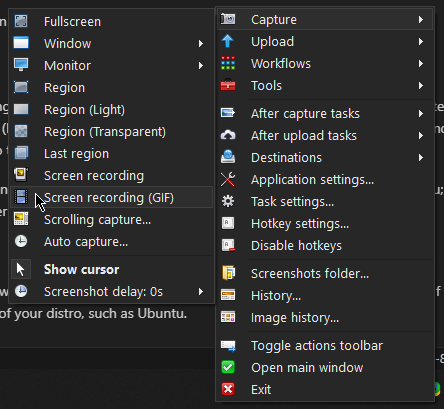 Fullscreen
Window
Monitor
Region
Region (Light)
Region (Transparent)
Last region
Screen recording
Screen recording (GIF)
Scrolling capture...
Auto capture...
Show cursor
Screenshot delay: 0s
of your distro, such as Ubuntu.
Capture
Upload
Workflows
Tools
After capture tasks
After upload tasks
Destinations
Application settings...
Task settings...
Hotkey settings...
Disable hotkeys
Screenshots folder...
History...
Image history...
Toggle actions toolbar
Open main window
Exit